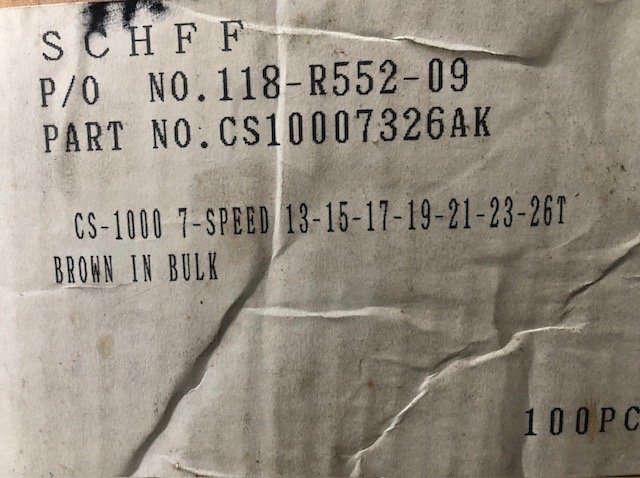 SCHFF
P/O NO.118-R552-09
PART NO.CS10007326AK
CS-1000 7-SPEED 13-15-17-19-21-23-26T
BROWN IN BULK
100PC